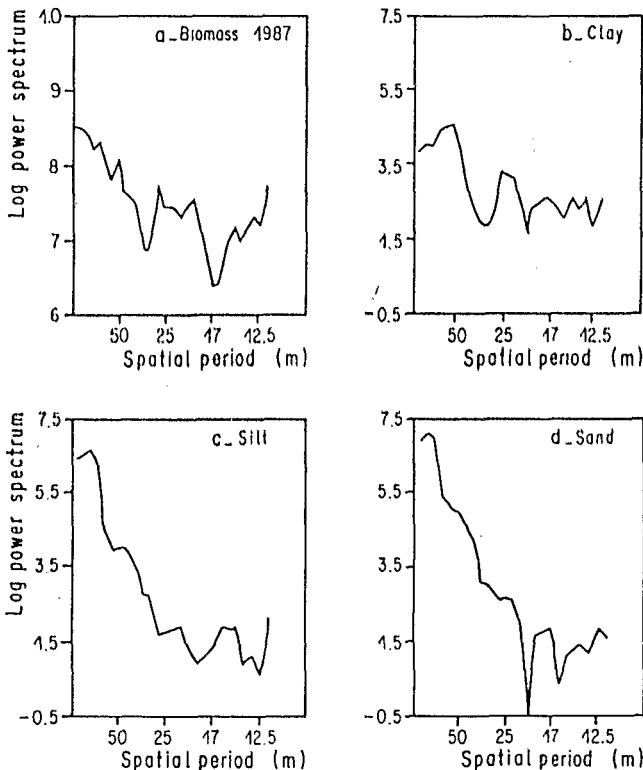 Log power spectrum
1.0
9
8
7
6
a_Biomass 1987
50 25 47 12.5
Spatial period (m)
7.5
5.5
3.5
1.5
-0.5
b_Clay
50 25 47 12.5
Spatial period (m)
Log power spectrum
7.5
5.5
3.5
1.5
-0.5
c_Silt
50 25 17 12.5
Spatial period (m)
7.5
5.5
3.5
1.5
-0.5
d_Sand
50 25 17 12.5
Spatial period (m)